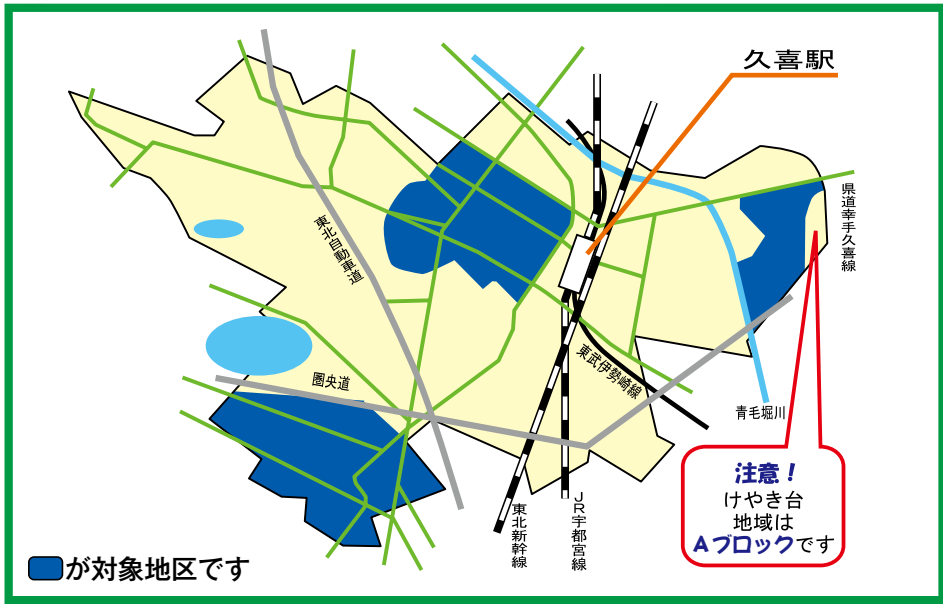 久喜駅
県道幸手久喜線
東北自動車道
圏央道
東武伊勢崎線
青毛堀川
注意！
けやき台
地域は
Aブロックです
東北新幹線
JR宇都宮線
が対象地区です